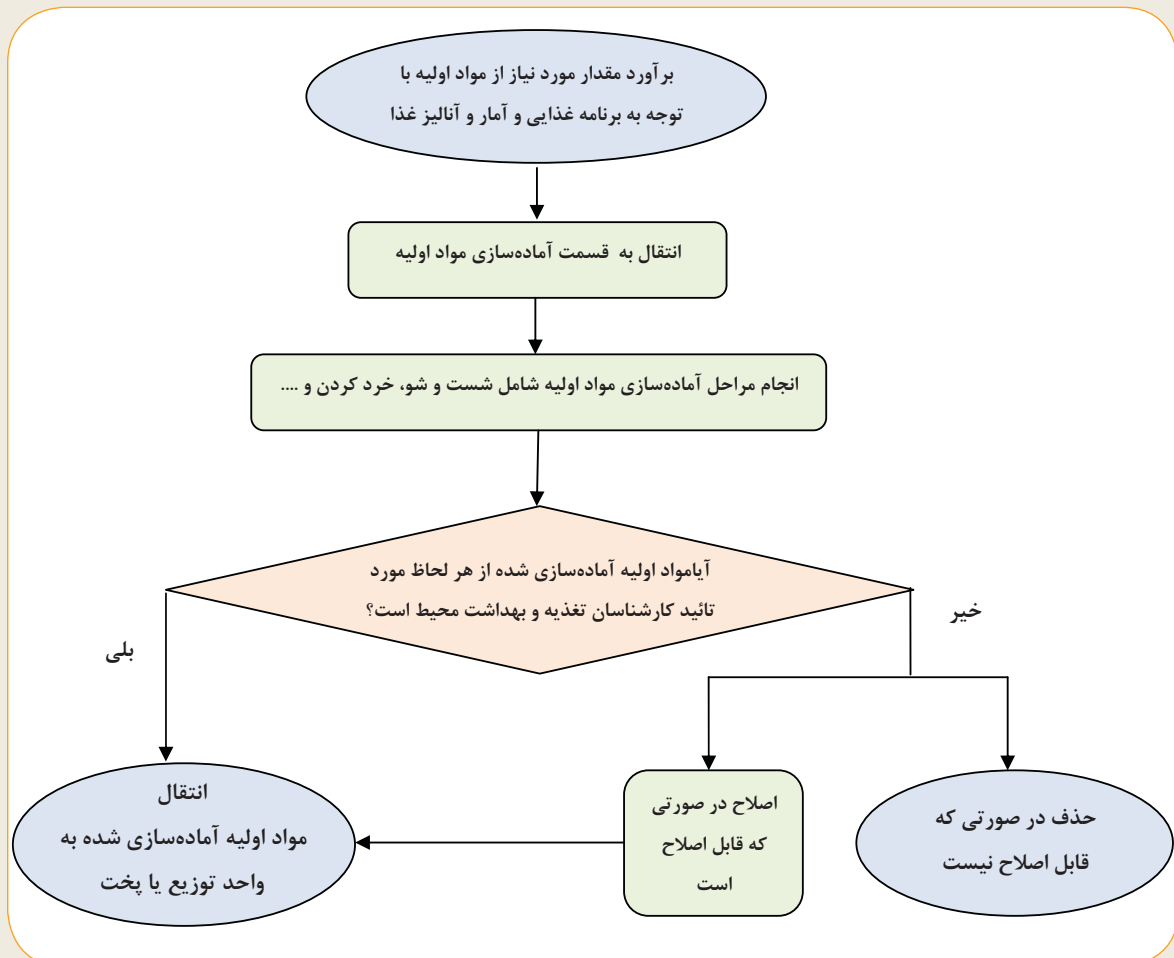 برآورد مقدار مورد نیاز از مواد اولیه با
توجه به برنامه غذایی و آمار و آنالیز غذا
انتقال به قسمت آماده‌سازی مواد اولیه
انجام مراحل آماده‌سازی مواد اولیه شامل شست و شو، خرد کردن و ....
آیامواد اولیه آماده‌سازی شده از هر لحاظ مورد
تائید کارشناسان تغذیه و بهداشت محیط است؟
خیر
بلی
حذف در صورتی که
قابل اصلاح نیست
اصلاح در صورتی
که قابل اصلاح
است
انتقال
مواد اولیه آماده‌سازی شده به
واحد توزیع یا پخت